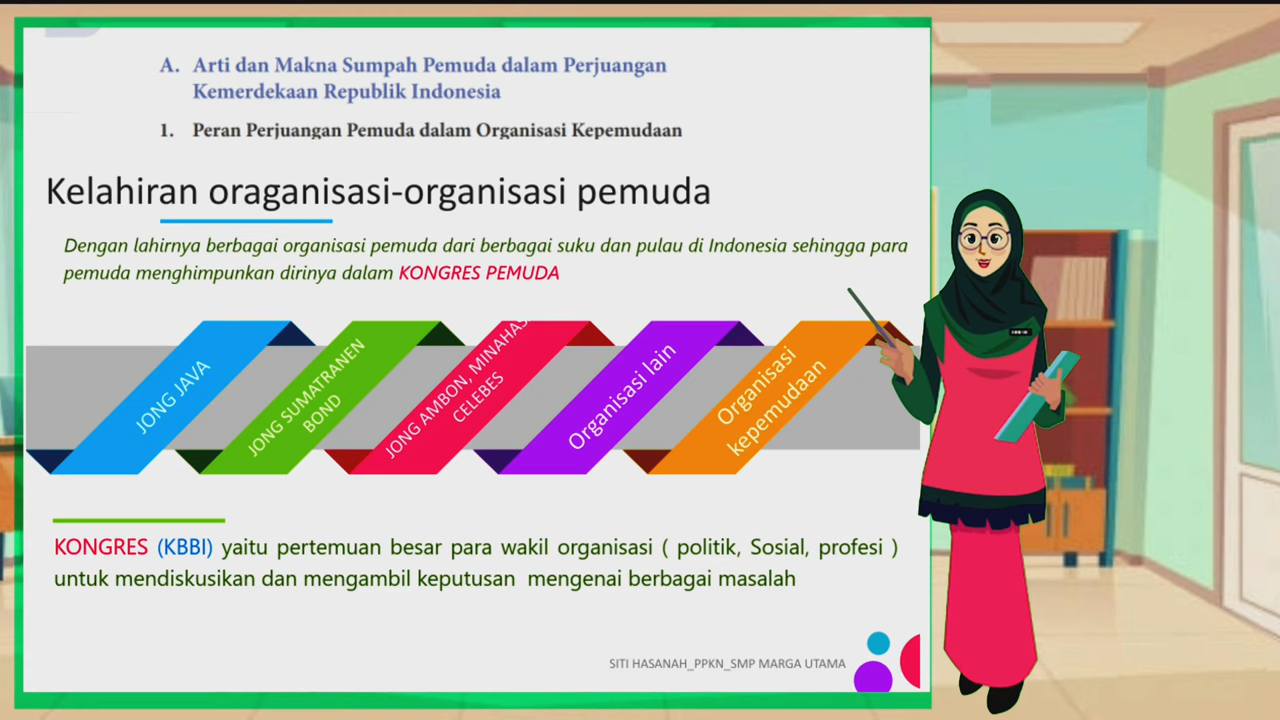 A. Arti dan Makna Sumpah Pemuda dalam Perjuangan
Kemerdekaan Republik Indonesia
1. Peran Perjuangan Pemuda dalam Organisasi Kepemudaan
Kelahiran oraganisasi-organisasi pemuda
Dengan lahirnya berbagai organisasi pemuda dari berbagai suku dan pulau di Indonesia sehingga para
pemuda menghimpunkan dirinya dalam KONGRES PEMUDA
JONG JAVA
JONG SUMATRANEN
BOND
JONG AMBON, MINAHAS
CELEBES
Organisasi lain
Organisasi
kepemudaan
KONGRES (KBBI) yaitu pertemuan besar para wakil organisasi ( politik, Sosial, profesi )
untuk mendiskusikan dan mengambil keputusan mengenai berbagai masalah
SITI HASANAH_PPKN_SMP MARGA UTAMA